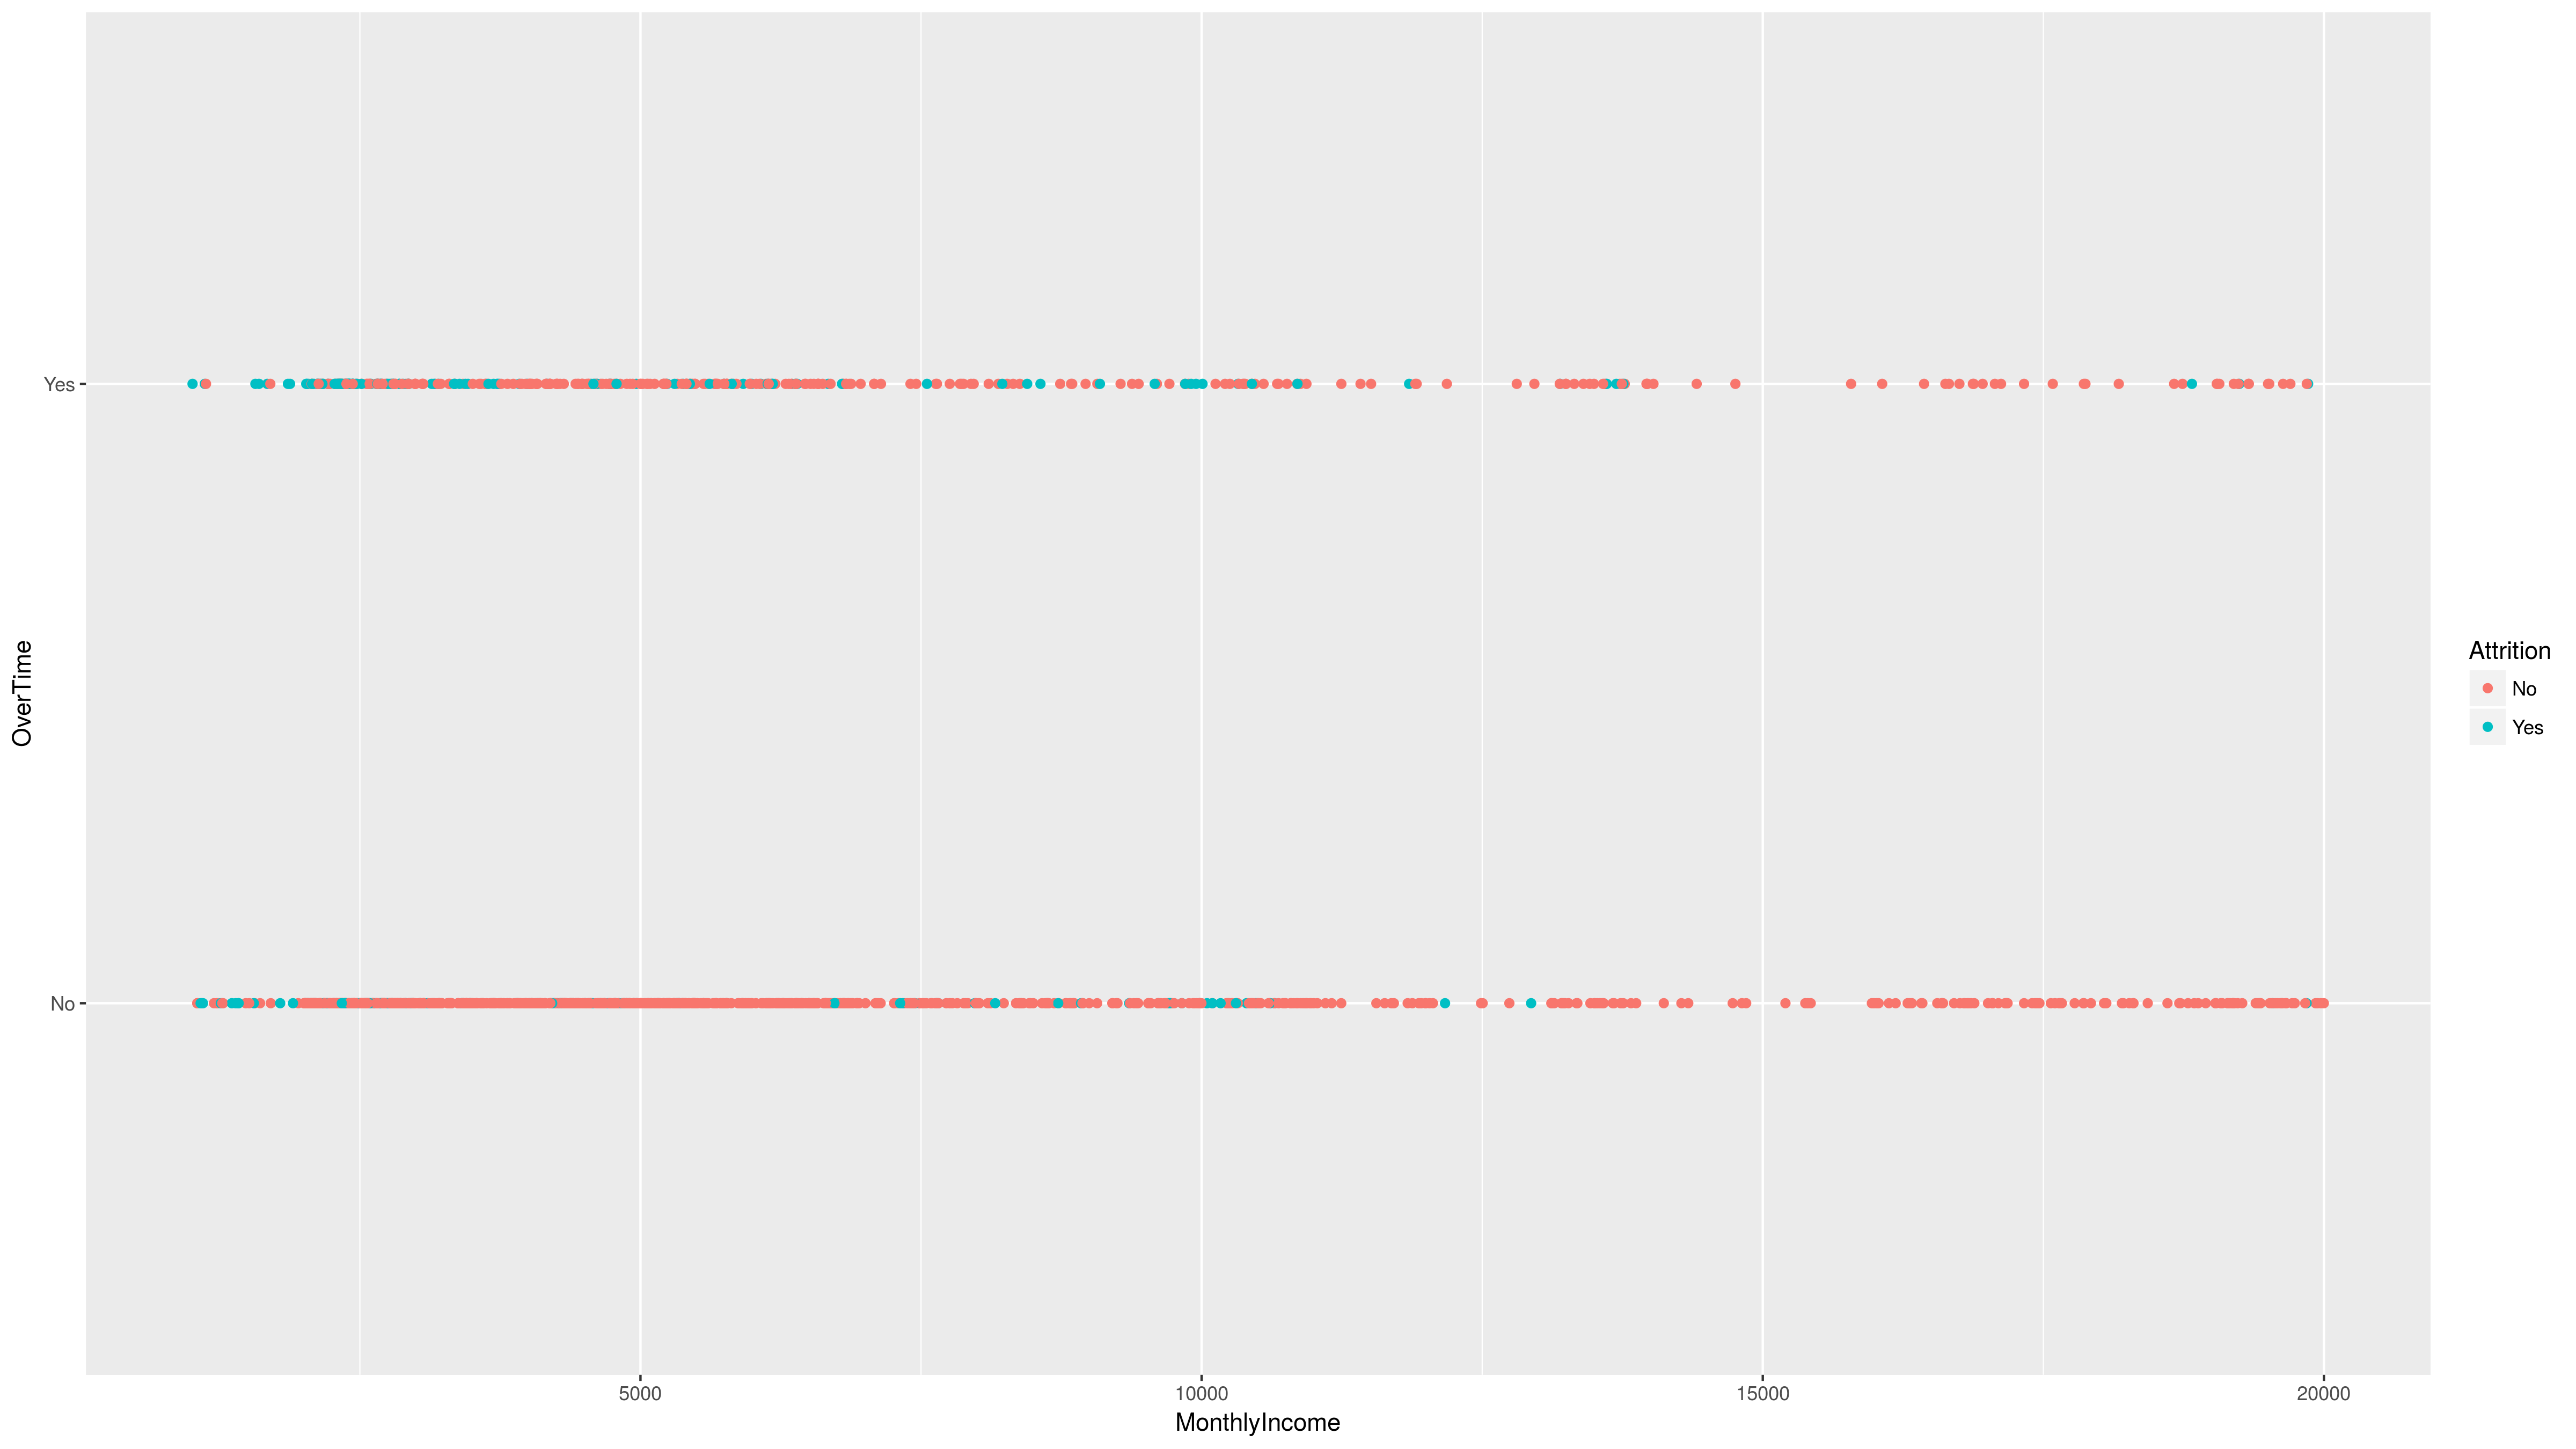 OverTime
Yes
No
5000
10000
15000
20000
MonthlyIncome
Attrition
No
Yes